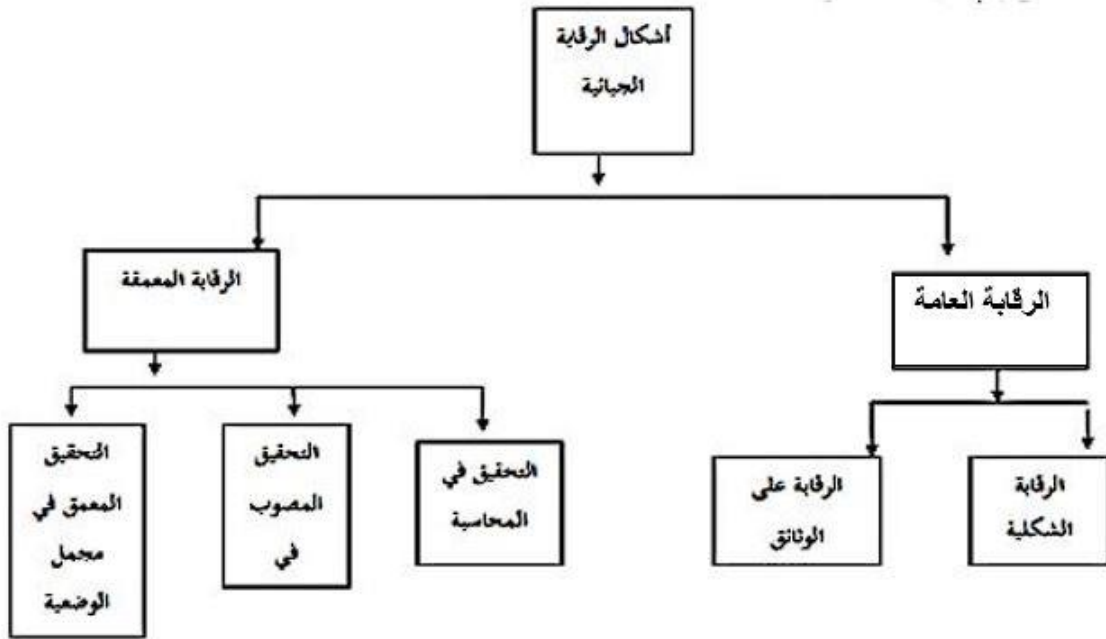 أشكال الرقابة
الجبائية
الرقابة العامة
الرقابة المعمقة
الرقابة
الشكلية
الرقابة على
الوثائق
التحقيق في
المحاسبة
التحقيق
المصوب
في
التحقيق
المعمق في
مجمل
الوضعية